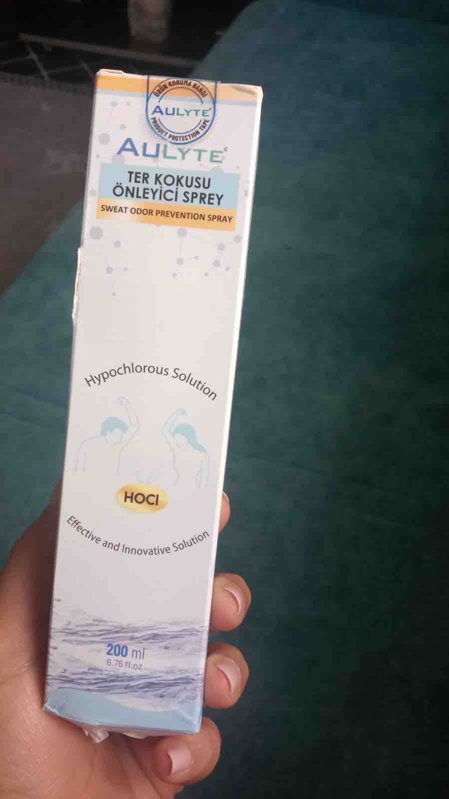 ÜRÜN KORUMA BANDI
AULYTE
PRODUCT PROTECTION TAPE
AULYTE
TER KOKUSU
ÖNLEYİCİ SPREY
SWEAT ODOR PREVENTION SPRAY
Hypochlorous Solution
HOCl
Effective and Innovative Solution
200 ml
6.76 fl.oz